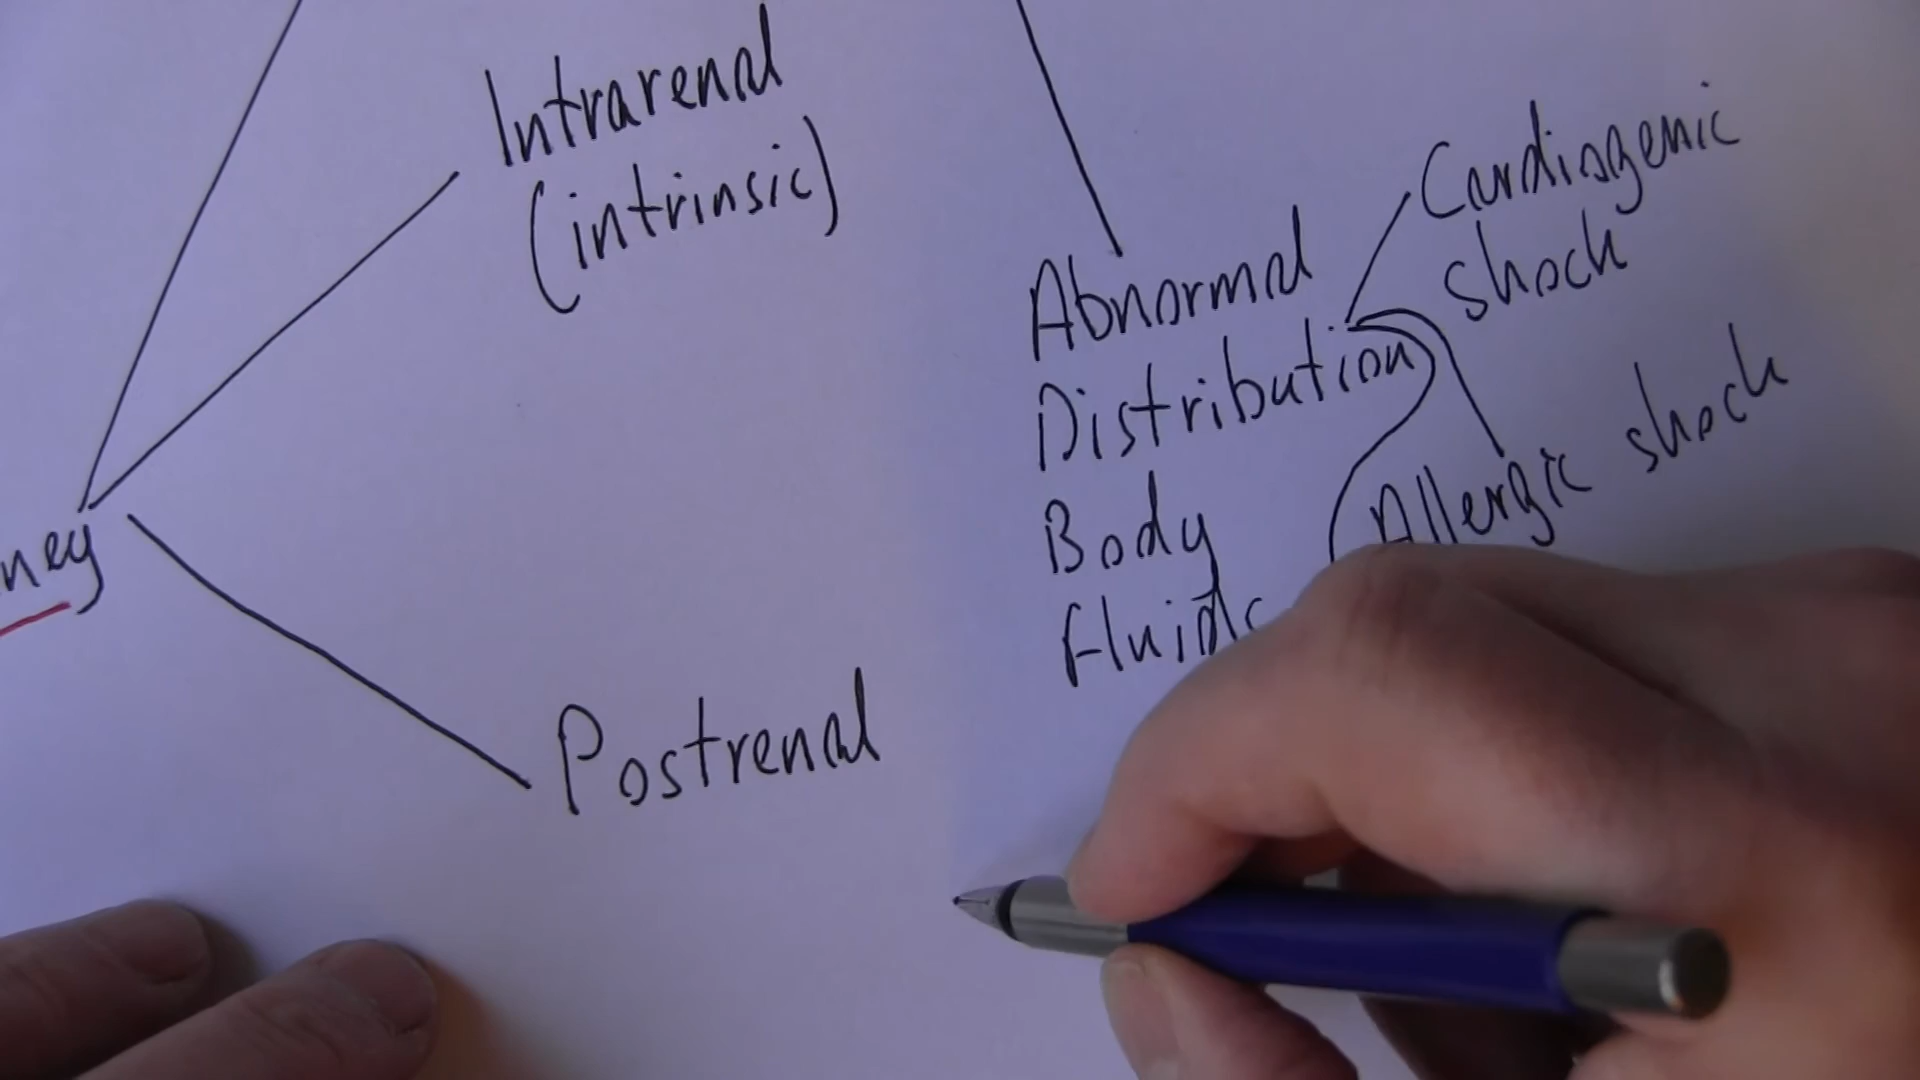 Intrarenal
(intrinsic)
ney
Postrenal
Abnormal
Distribution
Body
Fluids
Cardiogenic
shock
Allergic shock